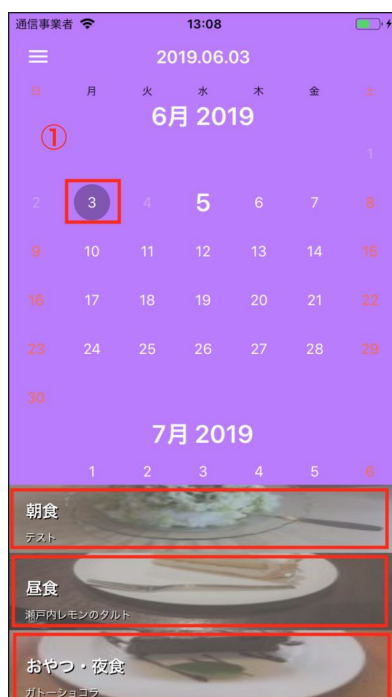 通信事業者 13:08
2019.06.03
日 月 火 水 木 金 土
6月 2019
①
1
2 3 4 5 6 7 8
9 10 11 12 13 14 15
16 17 18 19 20 21 22
23 24 25 26 27 28 29
30
7月 2019
1 2 3 4 5 6
朝食
テスト
昼食
瀬戸内レモンのタルト
おやつ・夜食
ガトーショコラ